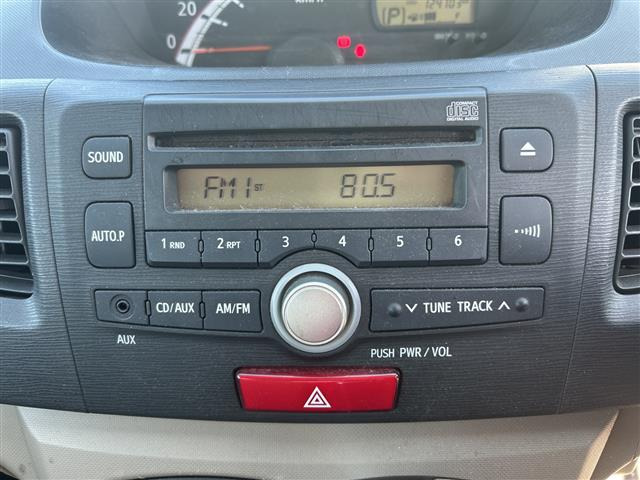 20
0
P
124103
COMPACT
disc
DIGITAL AUDIO
SOUND
FM1 ST 80.5
AUTO.P
1 RND
2 RPT
3
4
5
6
CD/AUX
AM/FM
TUNE TRACK
AUX
PUSH PWR/VOL